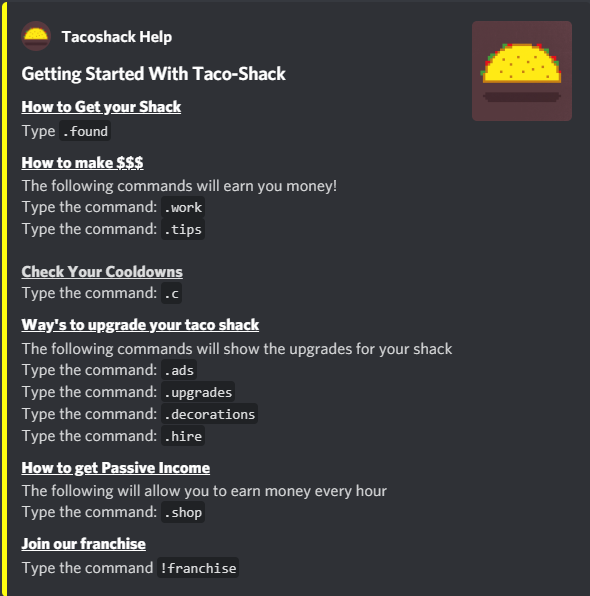 Tacoshack Help
Getting Started With Taco-Shack
How to Get your Shack
Type .found
How to make $$$
The following commands will earn you money!
Type the command: .work
Type the command: .tips
Check Your Cooldowns
Type the command: .c
Way's to upgrade your taco shack
The following commands will show the upgrades for your shack
Type the command: .ads
Type the command: .upgrades
Type the command: .decorations
Type the command: .hire
How to get Passive Income
The following will allow you to earn money every hour
Type the command: .shop
Join our franchise
Type the command !franchise